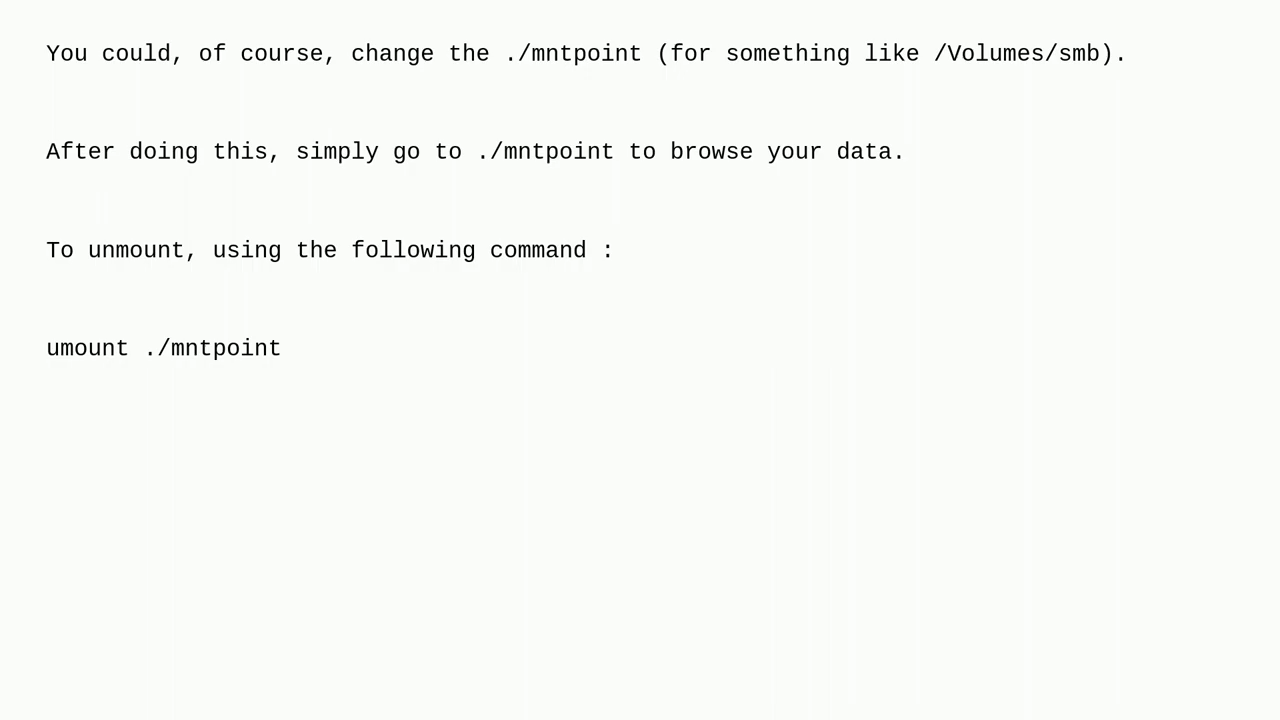 You could, of course, change the ./mntpoint (for something like /Volumes/smb).
After doing this, simply go to ./mntpoint to browse your data.
To unmount, using the following command :
umount ./mntpoint